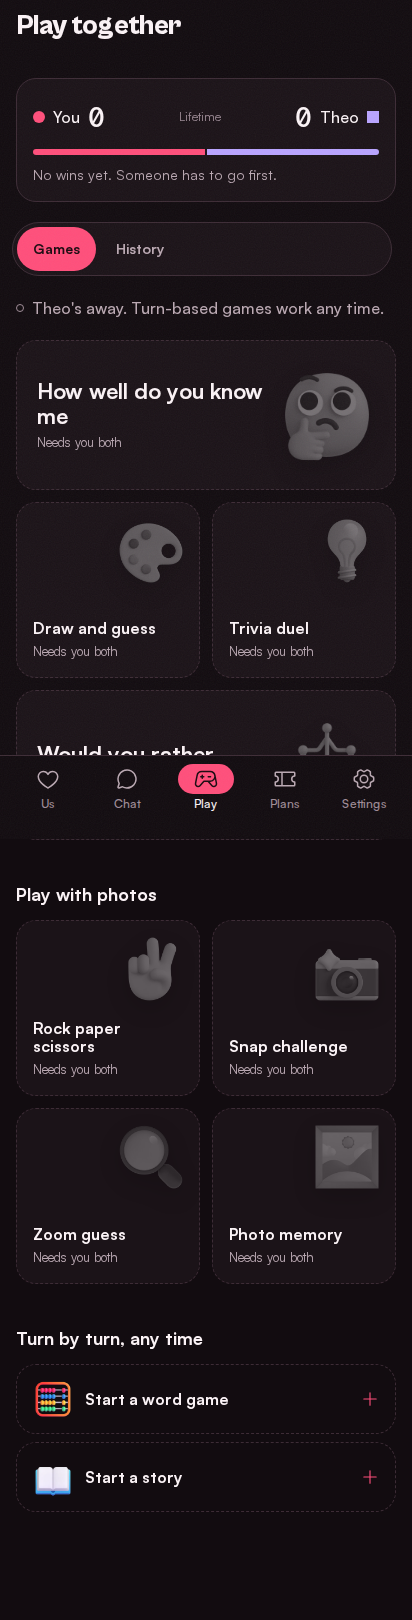 Play together
You 0 Lifetime 0 Theo
No wins yet. Someone has to go first.
Games History
Theo's away. Turn-based games work any time.
How well do you know
me
Needs you both
Draw and guess Trivia duel
Needs you both Needs you both
Would you rather
Us Chat Play Plans Settings
Play with photos
Rock paper
scissors Snap challenge
Needs you both Needs you both
Zoom guess Photo memory
Needs you both Needs you both
Turn by turn, any time
Start a word game
Start a story